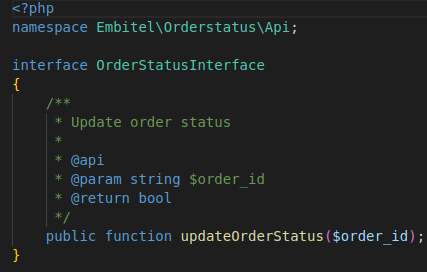 <?php
namespace Embitel\Orderstatus\Api;
interface OrderStatusInterface
{
/**
* Update order status
*
* @api
* @param string $order_id
* @return bool
*/
public function updateOrderStatus($order_id);
}